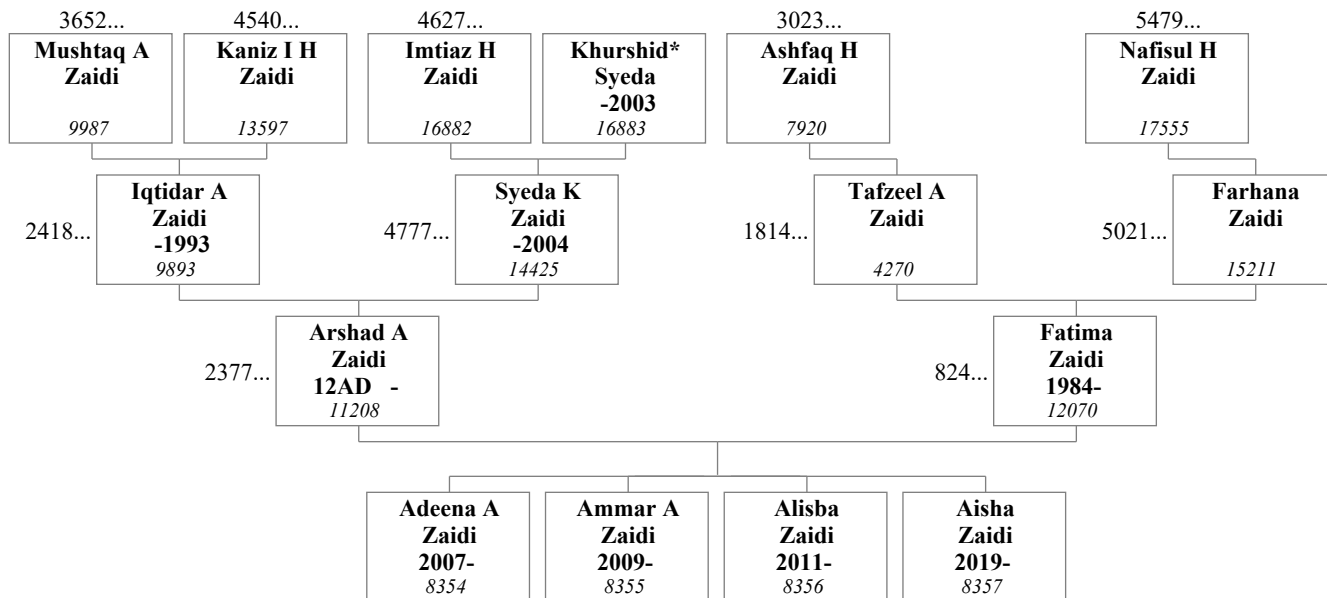 3652...
4540...
4627...
3023...
5479...
Mushtaq A
Zaidi
9987
Kaniz I H
Zaidi
13597
Imtiaz H
Zaidi
16882
Khurshid*
Syeda
-2003
16883
Ashfaq H
Zaidi
7920
Nafisul H
Zaidi
17555
2418...
Iqtidar A
Zaidi
-1993
9893
4777...
Syeda K
Zaidi
-2004
14425
1814...
Tafzeel A
Zaidi
4270
5021...
Farhana
Zaidi
15211
2377...
Arshad A
Zaidi
12AD -
11208
824...
Fatima
Zaidi
1984-
12070
Adeena A
Zaidi
2007-
8354
Ammar A
Zaidi
2009-
8355
Alisba
Zaidi
2011-
8356
Aisha
Zaidi
2019-
8357